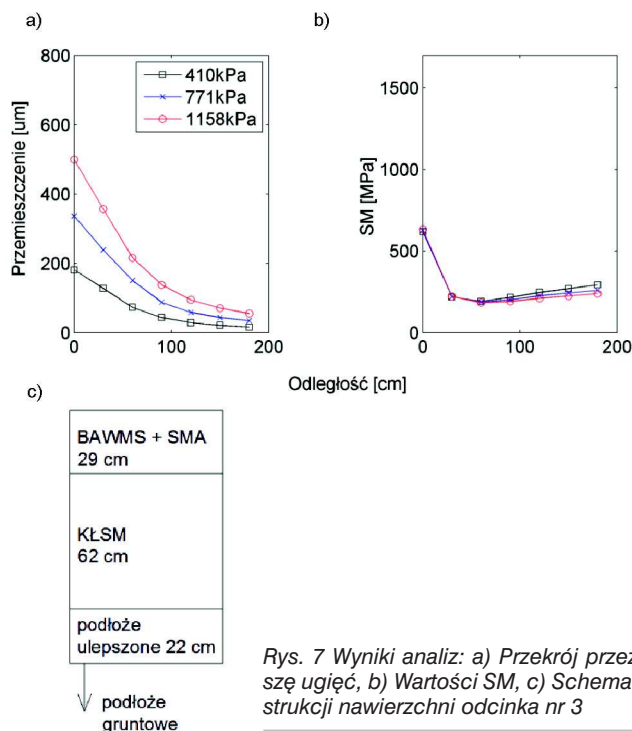 a)
b)
410kPa
771kPa
1158kPa
Przemieszczenie [um]
800
600
400
200
0
0
100
200
SM [MPa]
1500
1000
500
0
0
100
200
Odległość [cm]
c)
BAWMS + SMA
29 cm
KŁSM
62 cm
podłoże
ulepszone 22 cm
podłoże
gruntowe
Rys. 7 Wyniki analiz: a) Przekrój przez
szę ugięć, b) Wartości SM, c) Schema
strukcji nawierzchni odcinka nr 3